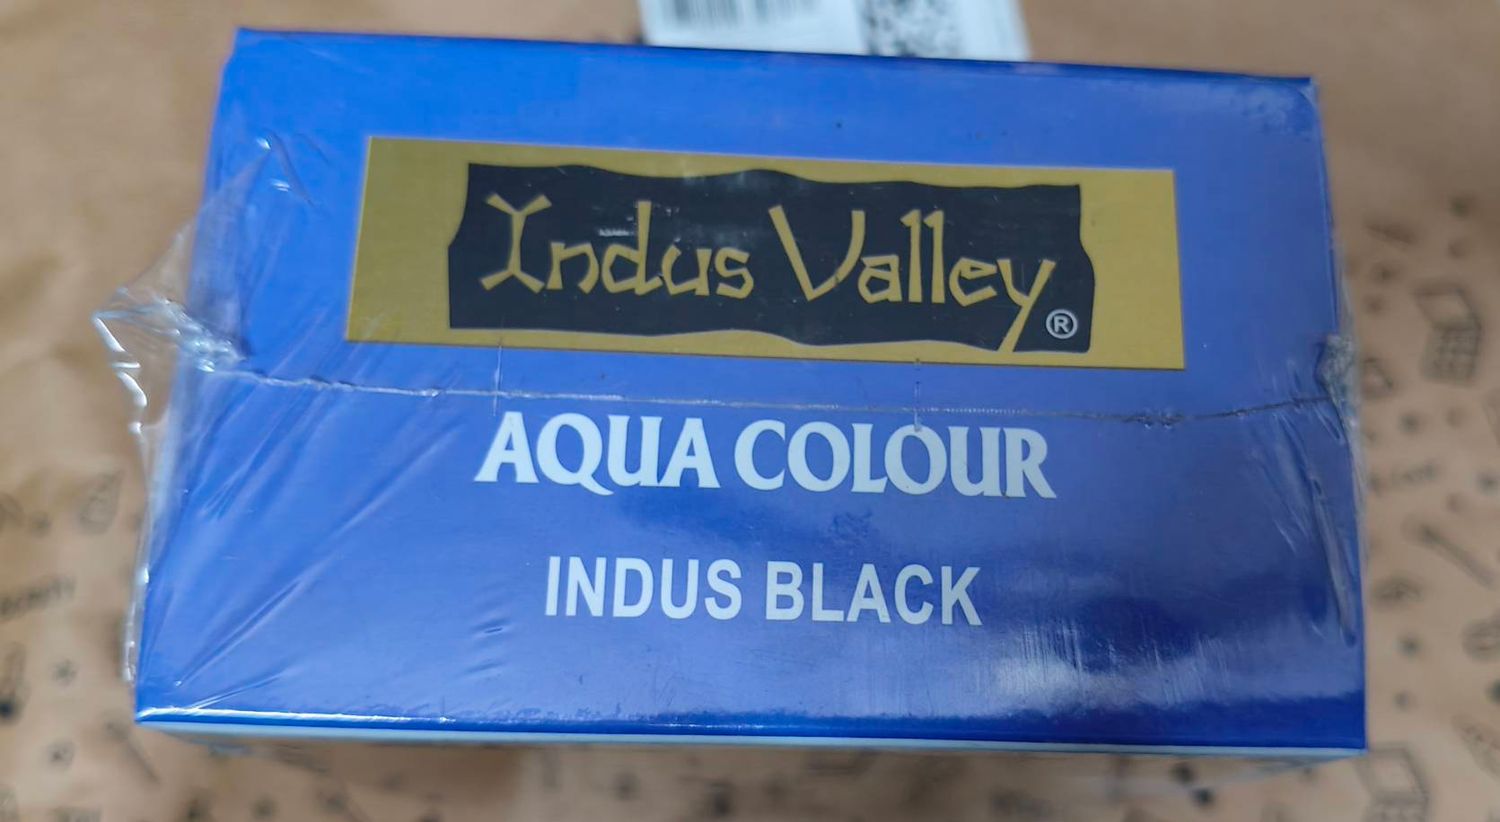 Indus Valley ®
AQUA COLOUR
INDUS BLACK